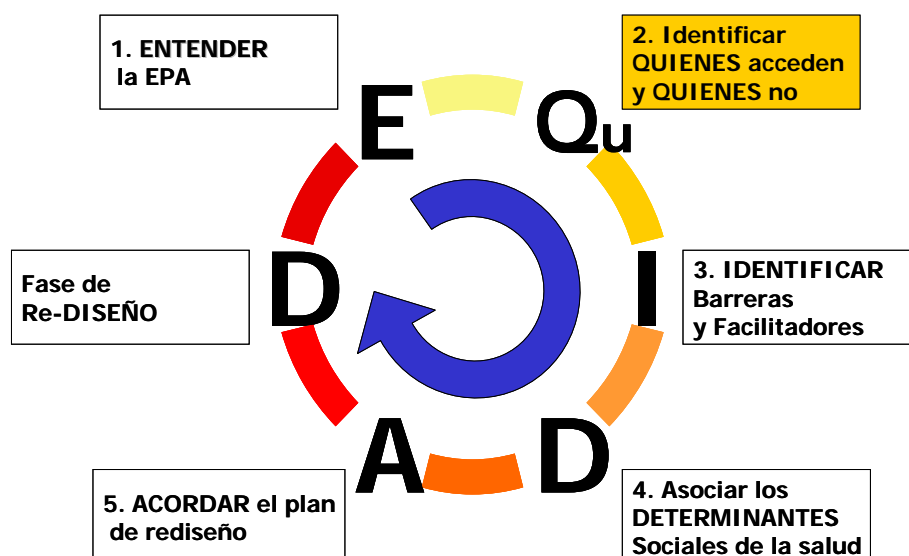 1. ENTENDER
la EPA
2. Identificar
QUIENES acceden
y QUIENES no
E
Qu
Fase de
Re-DISEÑO
D
I
3. IDENTIFICAR
Barreras
y Facilitadores
A
D
5. ACORDAR el plan
de rediseño
4. Asociar los
DETERMINANTES
Sociales de la salud